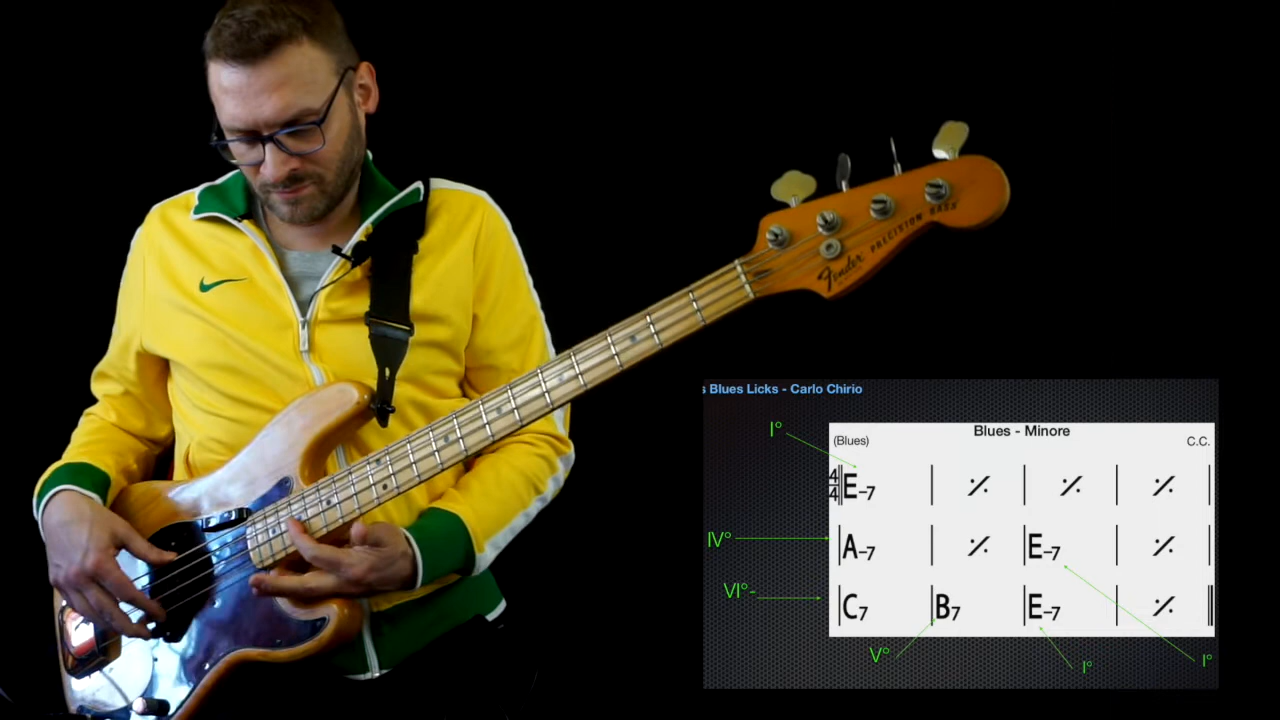 Fender
PRECISION BASS
Blues Licks - Carlo Chirio
I°
Blues - Minore
(Blues)
C.C.
4/4 E-7 ٪ ٪ ٪
IV°
A-7 ٪ E-7 ٪
VI°-
C7 B7 E-7 ٪
V°
I°
I°